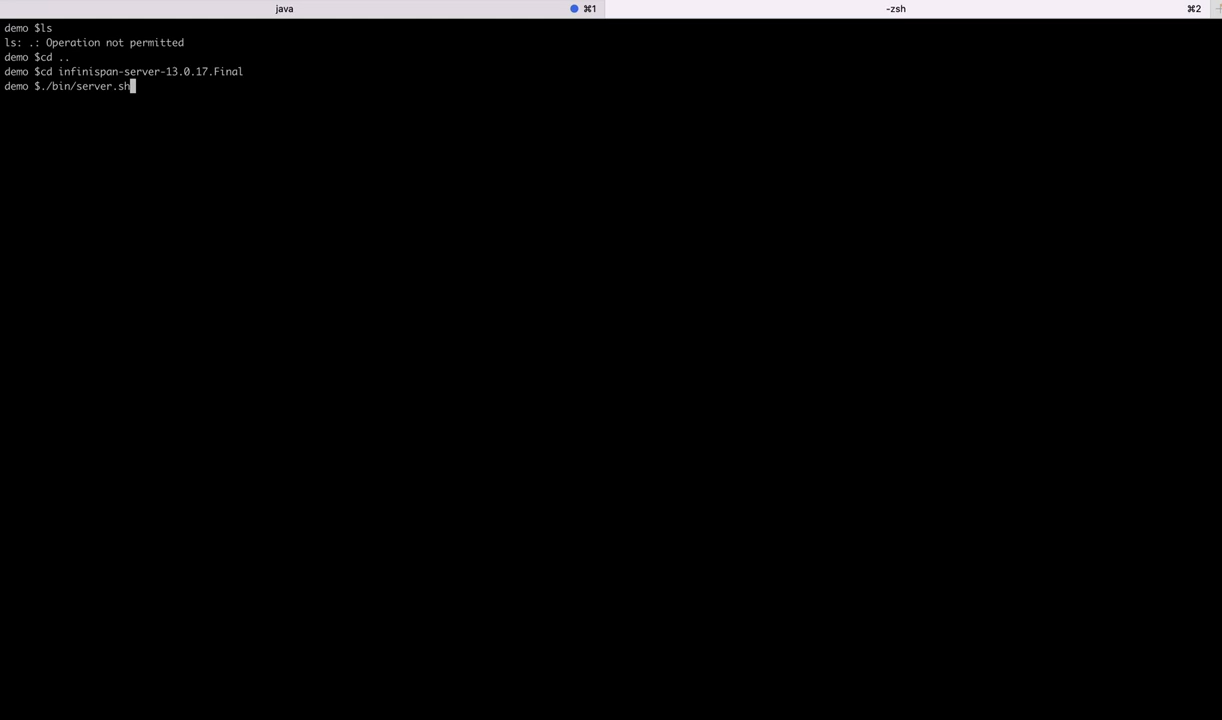 java ⌘1 -zsh ⌘2 +
demo $ls
ls: .: Operation not permitted
demo $cd ..
demo $cd infinispan-server-13.0.17.Final
demo $./bin/server.sh